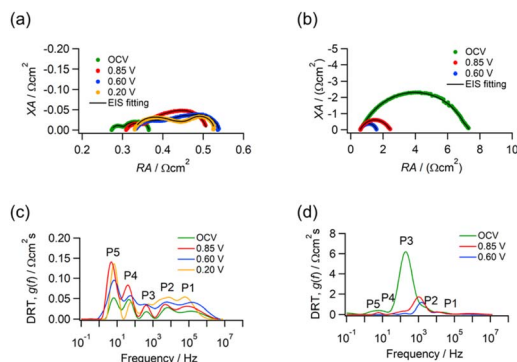 (a)
-0.20
-0.15
-0.10
-0.05
0.00
XA / Ωcm²
OCV
0.85 V
0.60 V
0.20 V
EIS fitting
0.2 0.3 0.4 0.5 0.6
RA / Ωcm²
(b)
-5
-4
-3
-2
-1
0
XA / Ωcm²)
OCV
0.85 V
0.60 V
EIS fitting
0 2 4 6 8 10
RA / (Ωcm²)
(c)
0.20
0.15
0.10
0.05
0.00
DRT, g(f) / Ωcm²s
OCV
0.85 V
0.60 V
0.20 V
P5
P4
P3
P2
P1
10⁻¹ 10¹ 10³ 10⁵ 10⁷
Frequency / Hz
(d)
8
6
4
2
0
DRT, g(f) / Ωcm²s
OCV
0.85 V
0.60 V
P3
P5
P4
P2
P1
10⁻¹ 10¹ 10³ 10⁵ 10⁷
Frequency / Hz